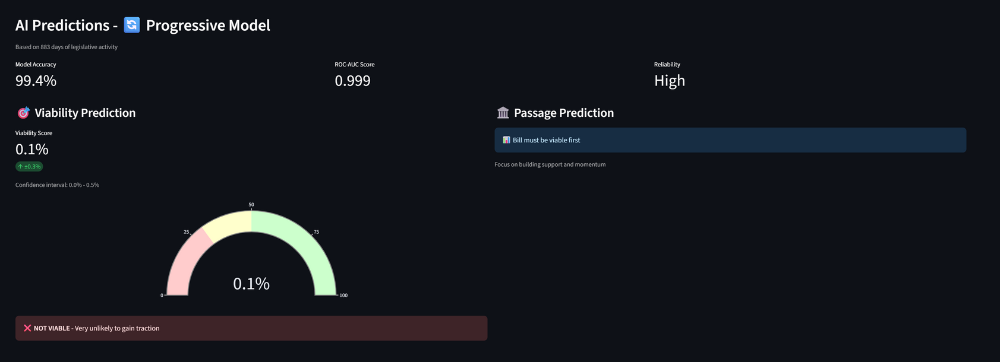 AI Predictions - 🔄 Progressive Model
Based on 883 days of legislative activity
Model Accuracy
99.4%
ROC-AUC Score
0.999
Reliability
High
🎯 Viability Prediction
Viability Score
0.1%
↑ ±0.3%
Confidence interval: 0.0% - 0.5%
0
25
50
75
100
0.1%
❌ NOT VIABLE - Very unlikely to gain traction
🏛️ Passage Prediction
📊 Bill must be viable first
Focus on building support and momentum